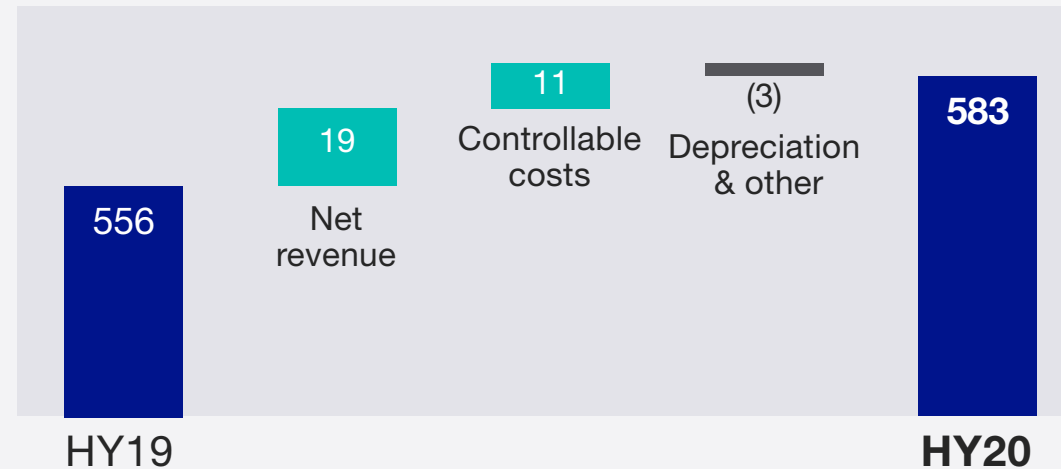 556
HY19
19
Net
revenue
11
Controllable
costs
(3)
Depreciation
& other
583
HY20